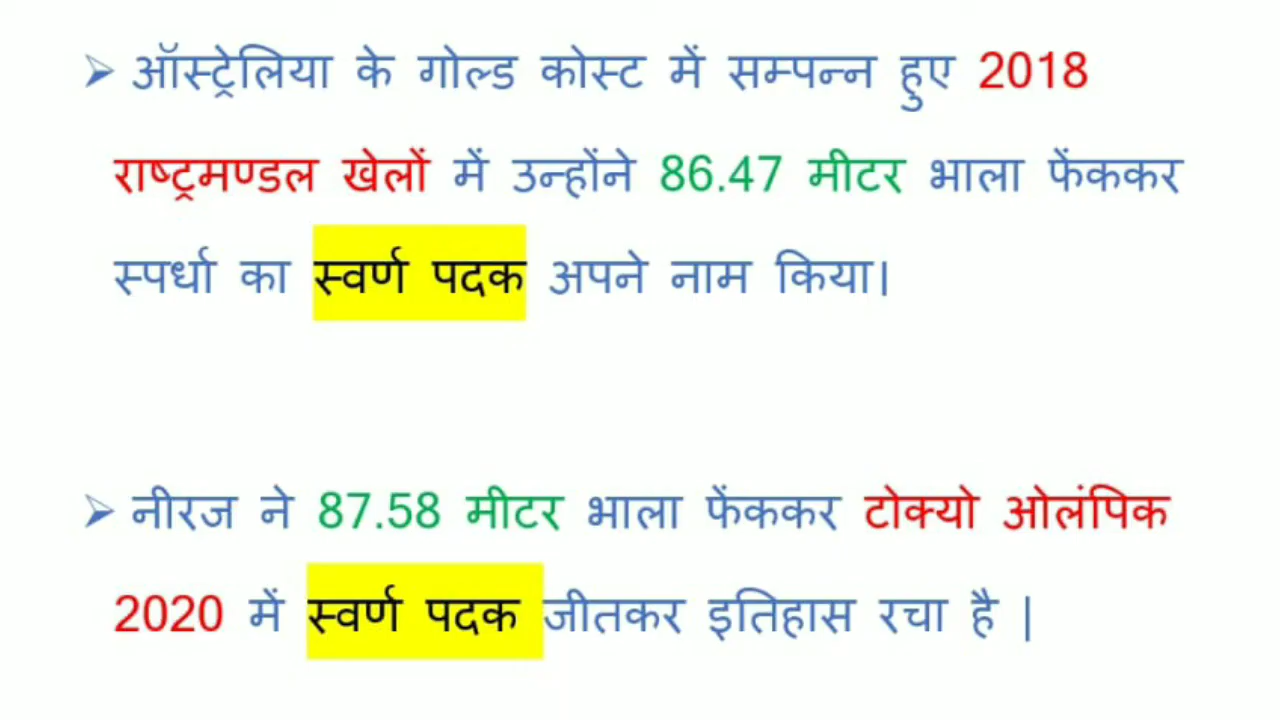 ➢ ऑस्ट्रेलिया के गोल्ड कोस्ट में सम्पन्न हुए 2018
राष्ट्रमण्डल खेलों में उन्होंने 86.47 मीटर भाला फेंककर
स्पर्धा का स्वर्ण पदक अपने नाम किया।
➢ नीरज ने 87.58 मीटर भाला फेंककर टोक्यो ओलंपिक
2020 में स्वर्ण पदक जीतकर इतिहास रचा है |